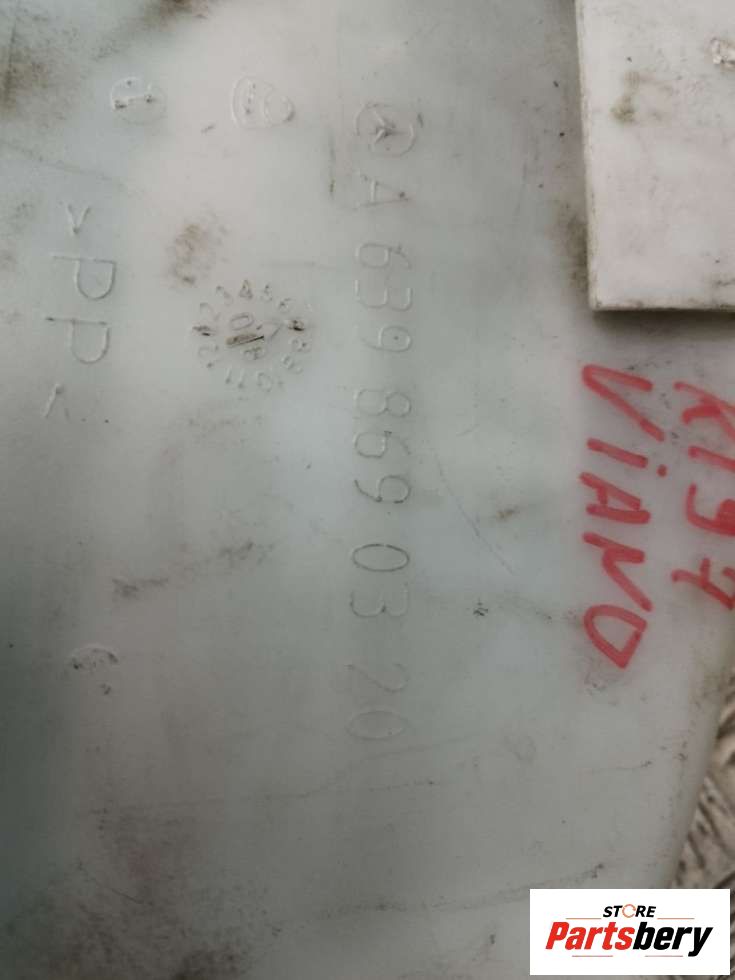 A 639 869 03 20
>PP<
K197
VIANO
STORE
Partsbery